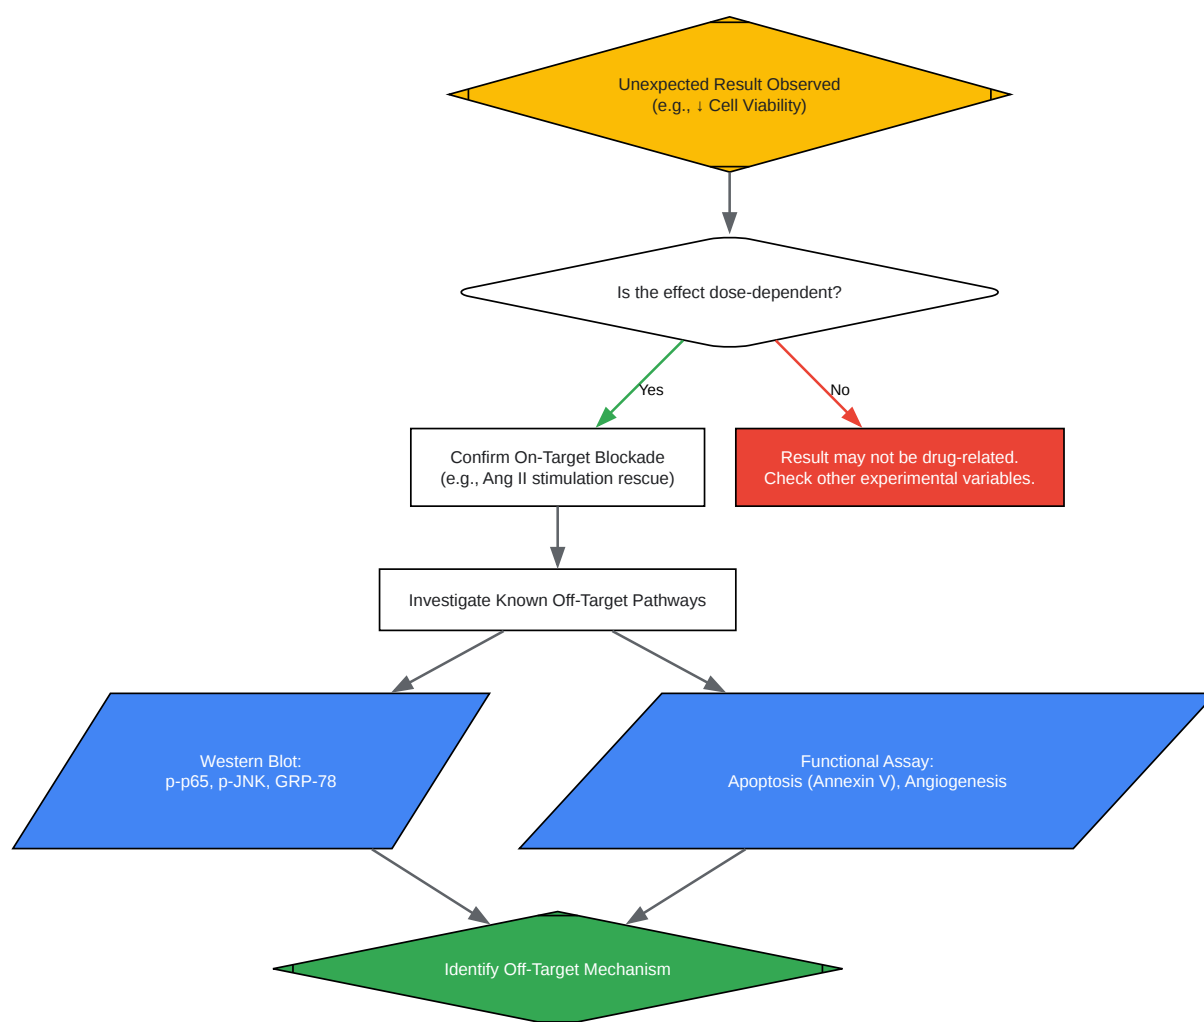 Unexpected Result Observed
(e.g., ↓ Cell Viability)
Is the effect dose-dependent?
Yes
No
Confirm On-Target Blockade
(e.g., Ang II stimulation rescue)
Result may not be drug-related.
Check other experimental variables.
Investigate Known Off-Target Pathways
Western Blot:
p-p65, p-JNK, GRP-78
Functional Assay:
Apoptosis (Annexin V), Angiogenesis
Identify Off-Target Mechanism